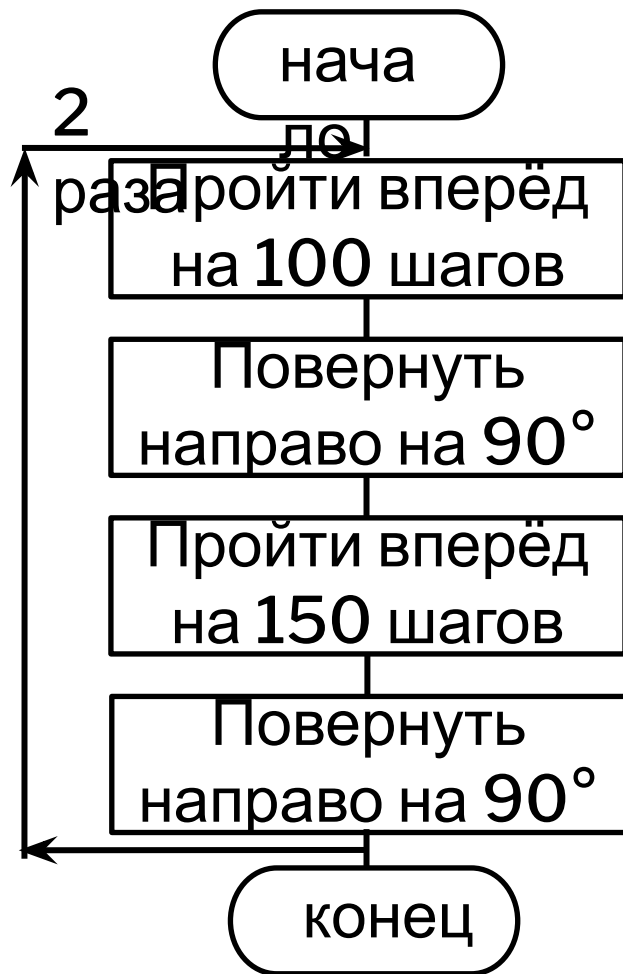 нача
ло
2
раза
Пройти вперёд
на 100 шагов
Повернуть
направо на 90°
Пройти вперёд
на 150 шагов
Повернуть
направо на 90°
конец